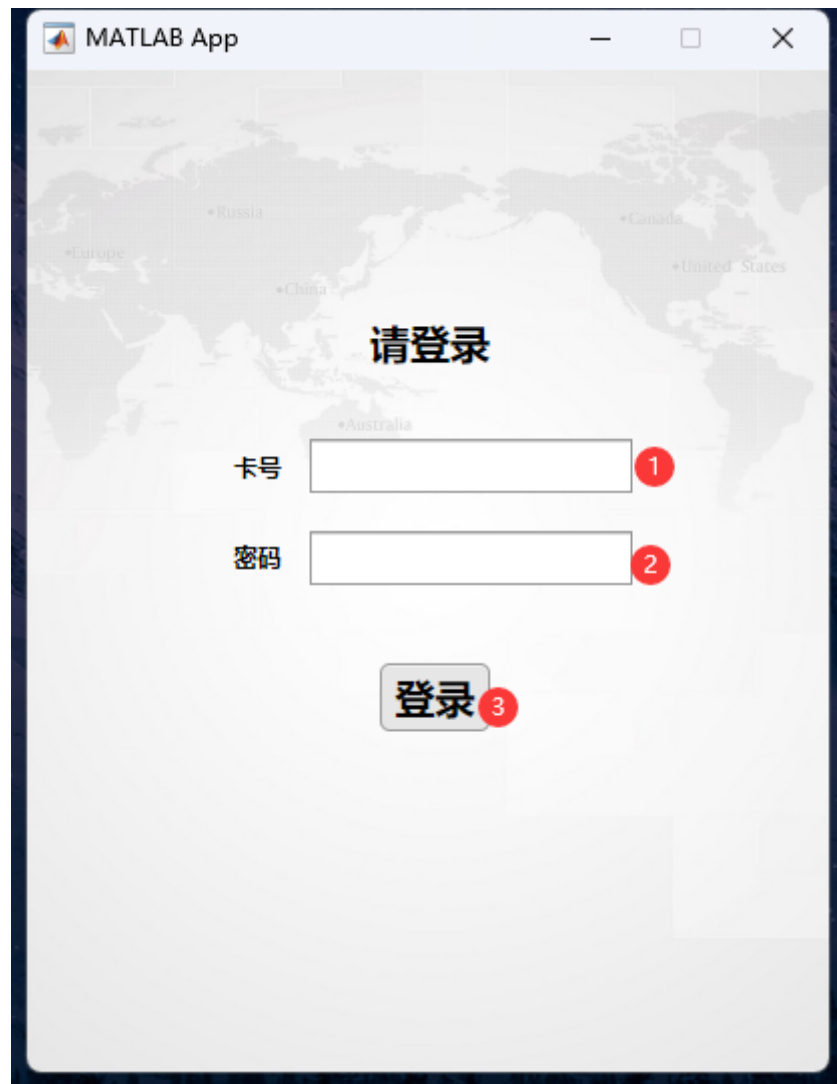 MATLAB App
•Russia
•Canada
•Europe
•United States
•China
请登录
•Australia
卡号 1
密码 2
登录 3